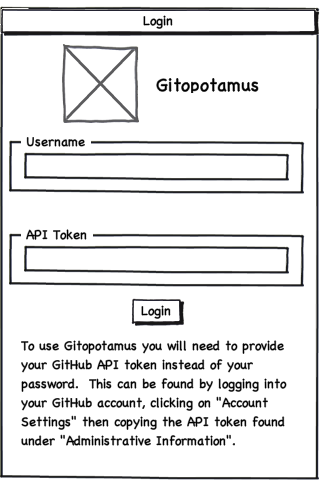 Login
Gitopotamus
Username
API Token
Login
To use Gitopotamus you will need to provide
your GitHub API token instead of your
password. This can be found by logging into
your GitHub account, clicking on "Account
Settings" then copying the API token found
under "Administrative Information".